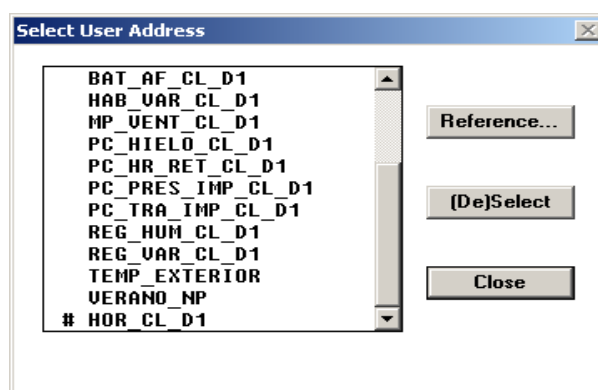 Select User Address
BAT_AF_CL_D1
HAB_VAR_CL_D1
MP_VENT_CL_D1
PC_HIELO_CL_D1
PC_HR_RET_CL_D1
PC_PRES_IMP_CL_D1
PC_TRA_IMP_CL_D1
REG_HUM_CL_D1
REG_VAR_CL_D1
TEMP_EXTERIOR
VERANO_NP
# HOR_CL_D1
Reference...
(De)Select
Close